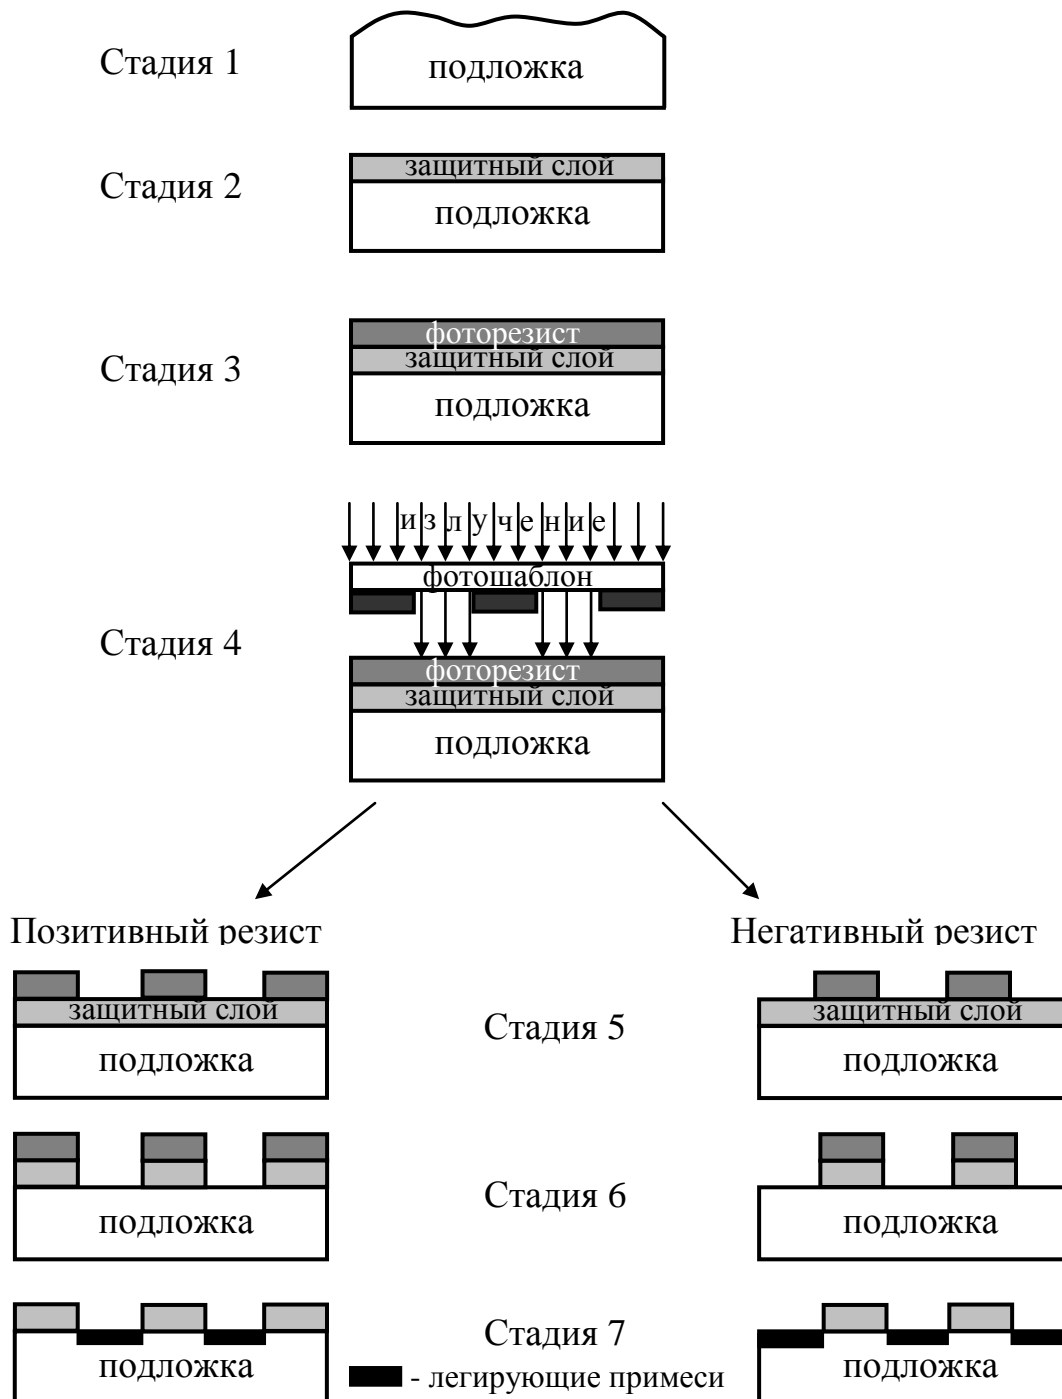 Стадия 1
подложка
Стадия 2
защитный слой
подложка
Стадия 3
фоторезист
защитный слой
подложка
излучение
фотошаблон
Стадия 4
фоторезист
защитный слой
подложка
Позитивный резист
Негативный резист
защитный слой
подложка
Стадия 5
защитный слой
подложка
подложка
Стадия 6
подложка
подложка
Стадия 7
- легирующие примеси
подложка